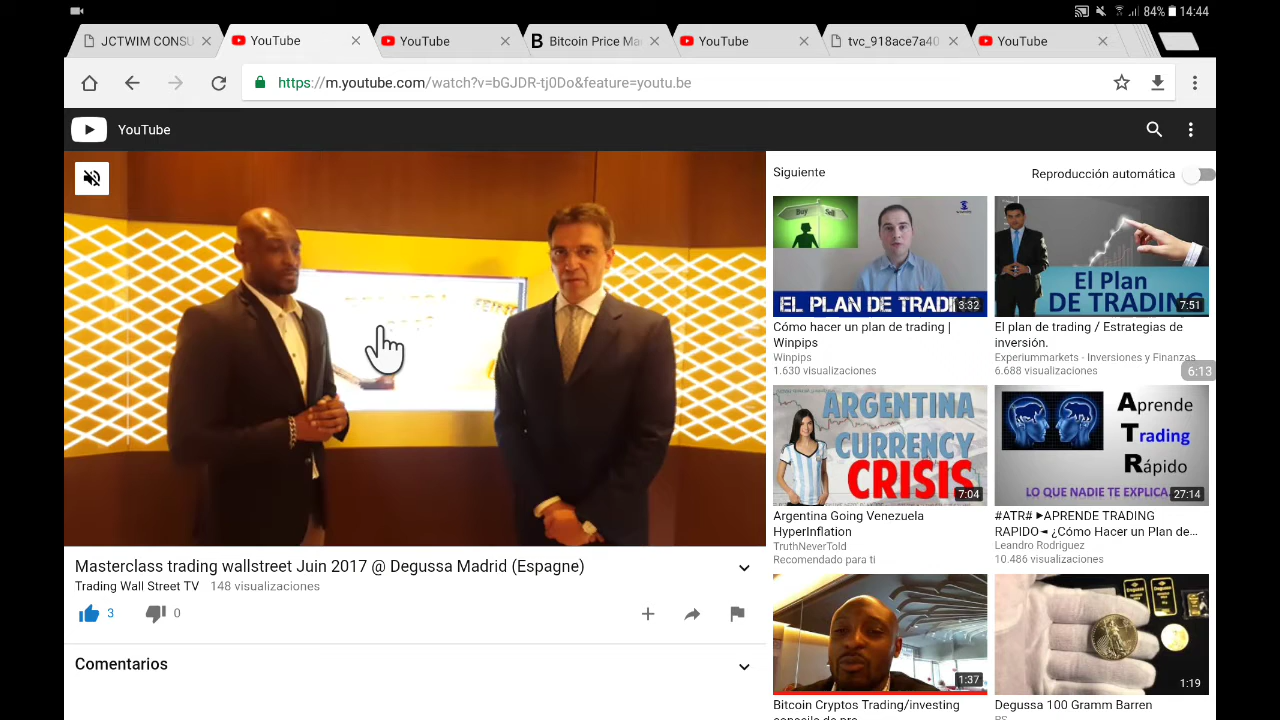 84% 14:44
JCTWIM CONSU
YouTube
YouTube
B Bitcoin Price Ma
YouTube
tvc_918ace7a40
YouTube
https://m.youtube.com/watch?v=bGJDR-tj0Do&feature=youtu.be
YouTube
Siguiente
Reproducción automática
Buy Sell
EL PLAN DE TRADI
3:32
Cómo hacer un plan de trading |
Winpips
Winpips
1.630 visualizaciones
El Plan
DE TRADING
7:51
El plan de trading / Estrategias de
inversión.
Experiummarkets - Inversiones y Finanzas
6.688 visualizaciones
6:13
ARGENTINA
CURRENCY
CRISIS
7:04
Argentina Going Venezuela
HyperInflation
TruthNeverTold
Recomendado para ti
Aprende
Trading
Rápido
LO QUE NADIE TE EXPLICA
27:14
#ATR# ►APRENDE TRADING
RAPIDO◄ ¿Cómo Hacer un Plan de...
Leandro Rodriguez
10.486 visualizaciones
Masterclass trading wallstreet Juin 2017 @ Degussa Madrid (Espagne)
Trading Wall Street TV 148 visualizaciones
3 0
Comentarios
1:37
Bitcoin Cryptos Trading/investing
Degussa
Degussa
1:19
Degussa 100 Gramm Barren